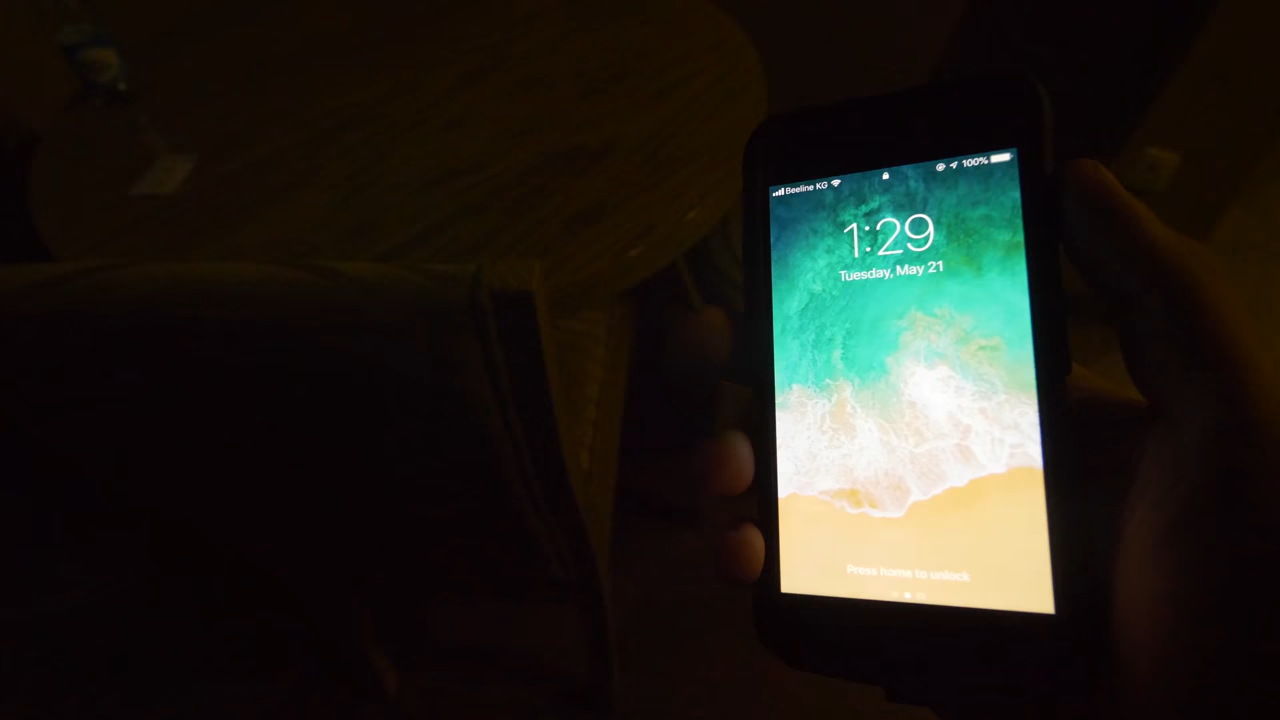 Beeline KG
100%
1:29
Tuesday, May 21
Press home to unlock